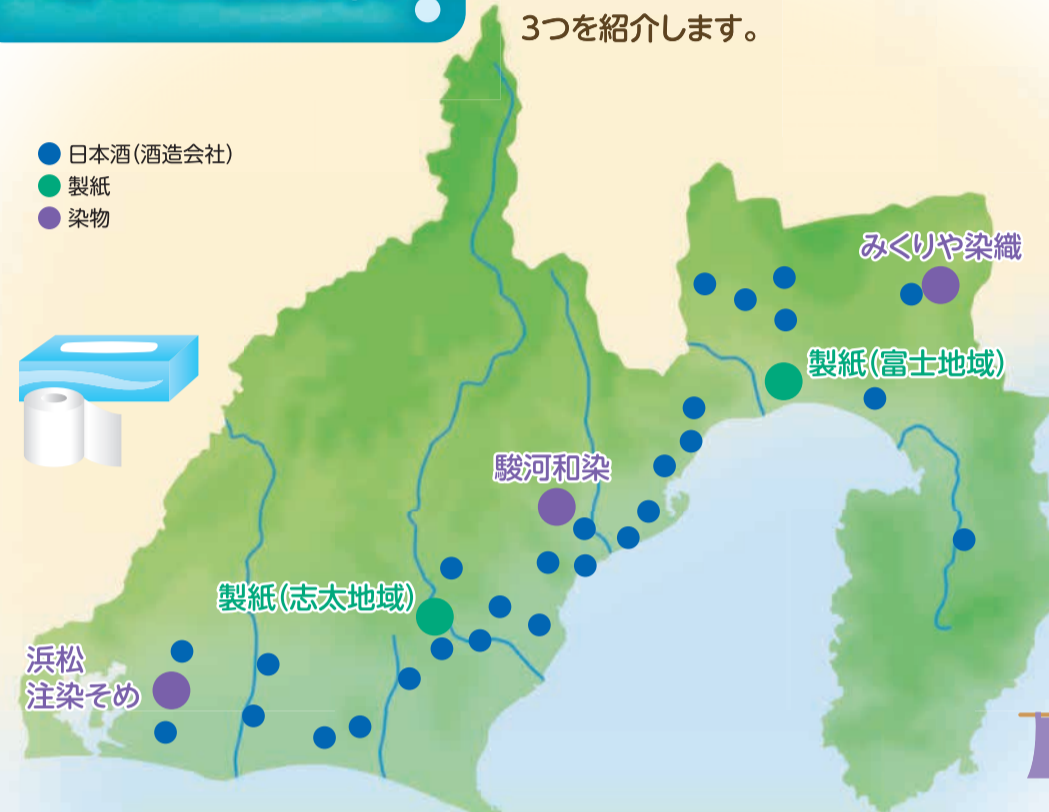 3つを紹介します。
日本酒(酒造会社)
製紙
染物
みくりや染織
製紙(富士地域)
駿河和染
製紙(志太地域)
浜松
注染そめ